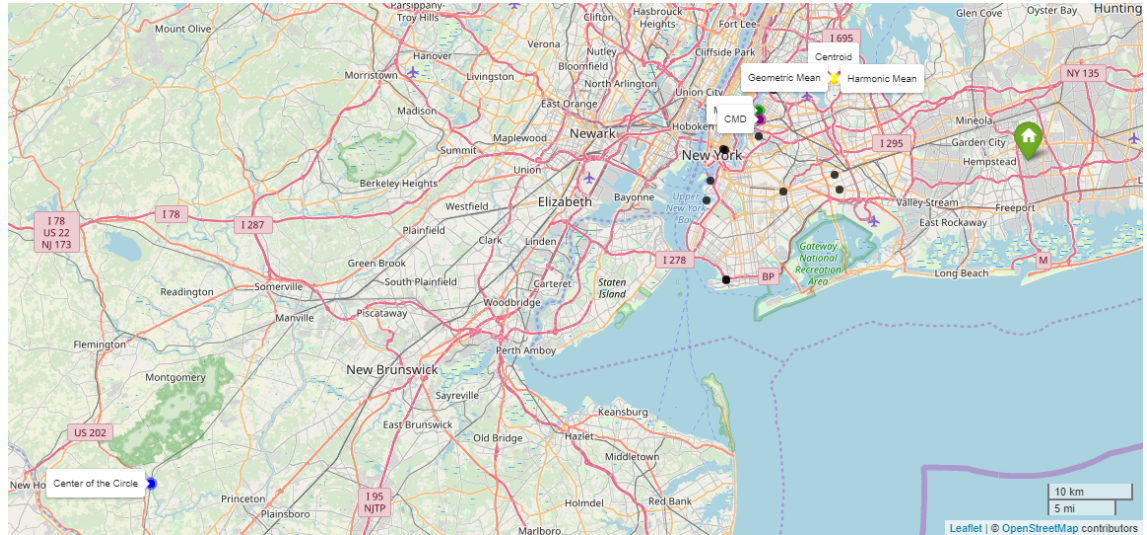 Parsippany-
Troy Hills
Clifton
Hasbrouck
Heights
Englewood
Glen Cove
Oyster Bay
Huntington
Mount Olive
Hanover
Verona
Nutley
Cliffside Park
I 695
Bloomfield
Centroid
Morristown
Livingston
North Arlington
Geometric Mean
Harmonic Mean
NY 135
East Orange
Union City
Madison
CMD
Maplewood
Newark
Hoboken
Mineola
Summit
New York
I 295
Garden City
Hempstead
Union
Berkeley Heights
Bayonne
Upper
New York
Bay
Valley Stream
Freeport
I 78
US 22
NJ 173
I 78
Westfield
Elizabeth
East Rockaway
I 287
Plainfield
Clark
Linden
Gateway
National
Recreation
Area
Green Brook
I 278
BP
Long Beach
M
Readington
Somerville
South Plainfield
Carteret
Staten
Island
Manville
Piscataway
Woodbridge
Flemington
Perth Amboy
Montgomery
New Brunswick
Sayreville
Keansburg
US 202
East Brunswick
Old Bridge
Hazlet
Middletown
New Ho
Center of the Circle
Princeton
I 95
NJTP
10 km
5 mi
Plainsboro
Holmdel
Red Bank
Marlboro
Leaflet | © OpenStreetMap contributors